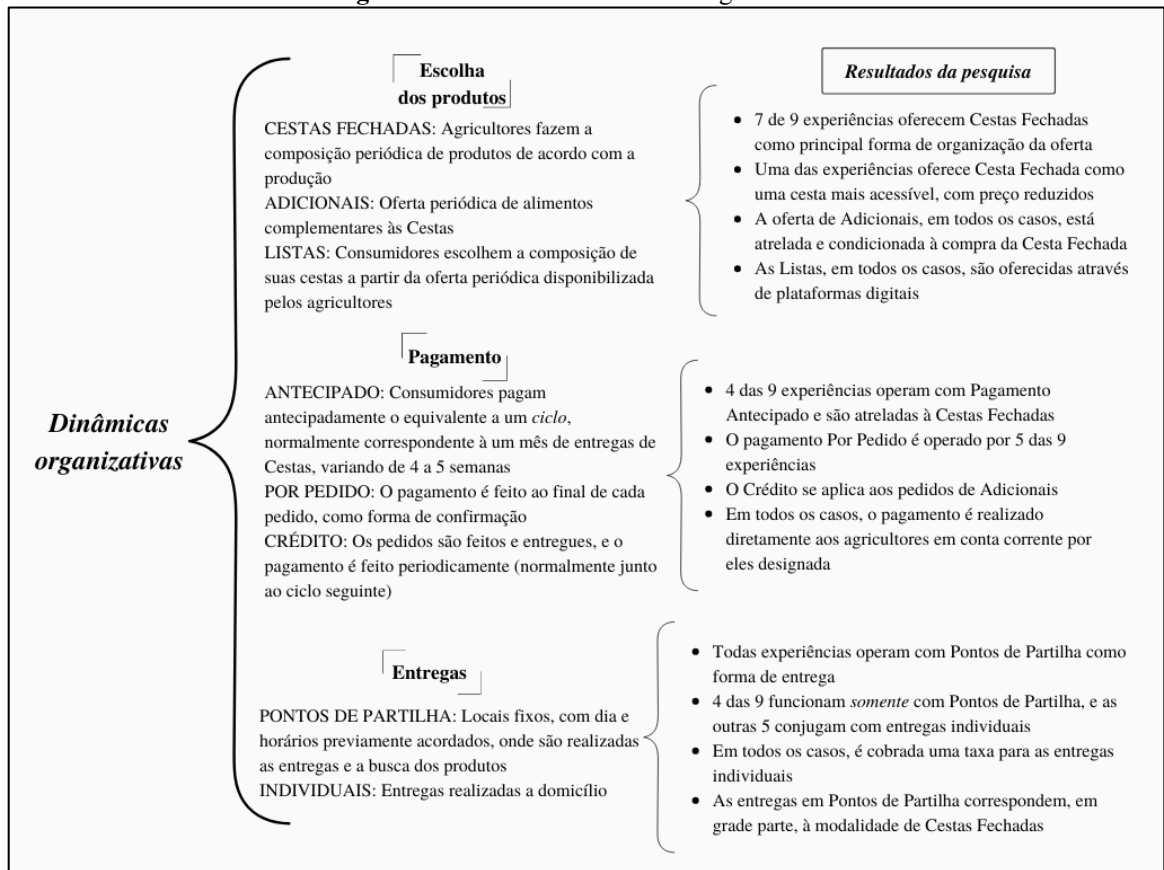 Dinâmicas
organizativas
Escolha
dos produtos
CESTAS FECHADAS: Agricultores fazem a
composição periódica de produtos de acordo com a
produção
ADICIONAIS: Oferta periódica de alimentos
complementares às Cestas
LISTAS: Consumidores escolhem a composição de
suas cestas a partir da oferta periódica disponibilizada
pelos agricultores
Resultados da pesquisa
• 7 de 9 experiências oferecem Cestas Fechadas
como principal forma de organização da oferta
• Uma das experiências oferece Cesta Fechada como
uma cesta mais acessível, com preço reduzidos
• A oferta de Adicionais, em todos os casos, está
atrelada e condicionada à compra da Cesta Fechada
• As Listas, em todos os casos, são oferecidas através
de plataformas digitais
Pagamento
ANTECIPADO: Consumidores pagam
antecipadamente o equivalente a um ciclo,
normalmente correspondente à um mês de entregas de
Cestas, variando de 4 a 5 semanas
POR PEDIDO: O pagamento é feito ao final de cada
pedido, como forma de confirmação
CRÉDITO: Os pedidos são feitos e entregues, e o
pagamento é feito periodicamente (normalmente junto
ao ciclo seguinte)
• 4 das 9 experiências operam com Pagamento
Antecipado e são atreladas à Cestas Fechadas
• O pagamento Por Pedido é operado por 5 das 9
experiências
• O Crédito se aplica aos pedidos de Adicionais
• Em todos os casos, o pagamento é realizado
diretamente aos agricultores em conta corrente por
eles designada
Entregas
PONTOS DE PARTILHA: Locais fixos, com dia e
horários previamente acordados, onde são realizadas
as entregas e a busca dos produtos
INDIVIDUAIS: Entregas realizadas a domicílio
• Todas experiências operam com Pontos de Partilha como
forma de entrega
• 4 das 9 funcionam somente com Pontos de Partilha, e as
outras 5 conjugam com entregas individuais
• Em todos os casos, é cobrada uma taxa para as entregas
individuais
• As entregas em Pontos de Partilha correspondem, em
grade parte, à modalidade de Cestas Fechadas